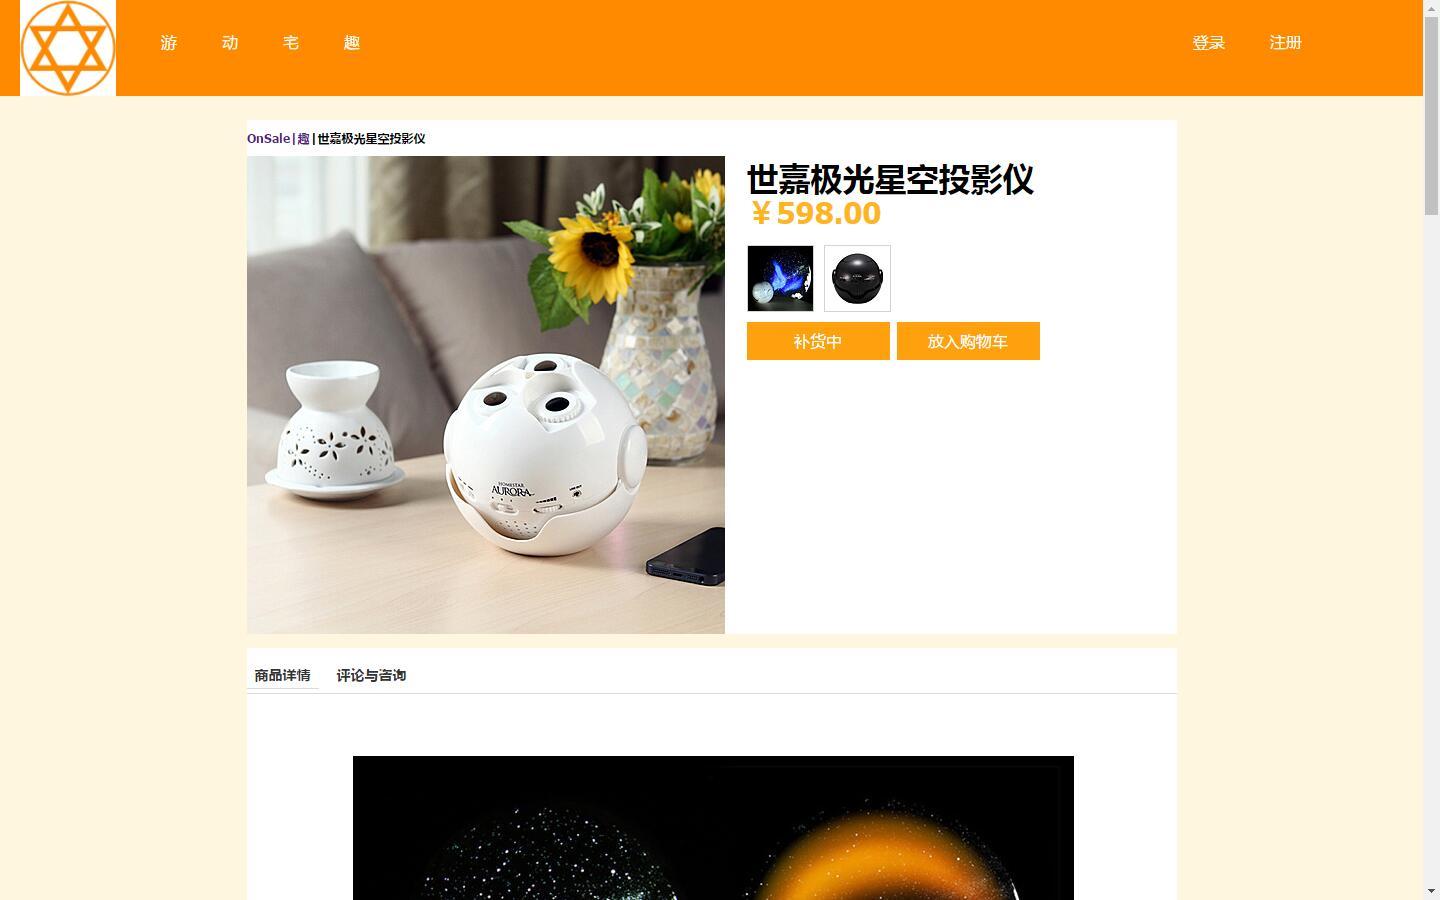 游 动 宅 趣 登录 注册
OnSale|趣|世嘉极光星空投影仪
世嘉极光星空投影仪
￥598.00
补货中 放入购物车
HOMESTAR
AURORA
商品详情 评论与咨询